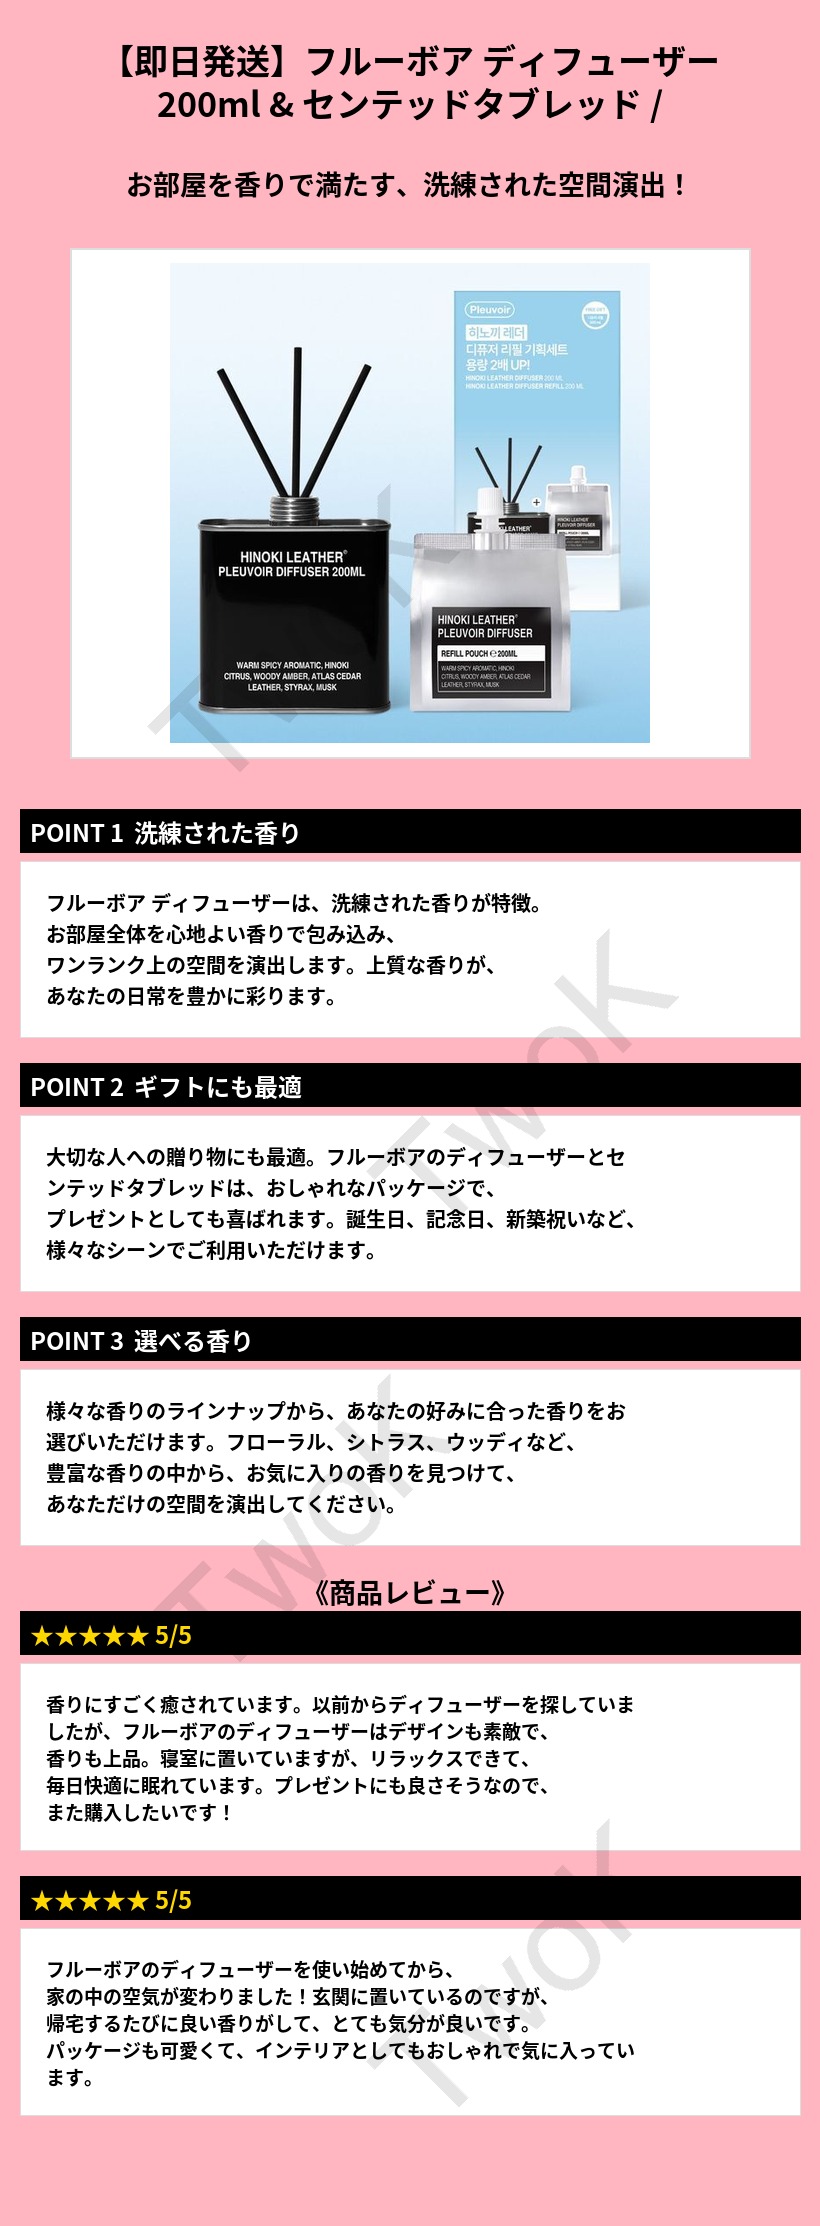 【即日発送】フルーボア ディフューザー
200ml & センテッドタブレッド /
お部屋を香りで満たす、洗練された空間演出！
Pleuvoir
히노끼 레더
디퓨저 리필 기획세트
용량 2배 UP!
HINOKI LEATHER DIFFUSER 200 ML
HINOKI LEATHER DIFFUSER REFILL 200 ML
HINOKI LEATHER®
PLEUVOIR DIFFUSER 200ML
WARM SPICY AROMATIC, HINOKI
CITRUS, WOODY AMBER, ATLAS CEDAR
LEATHER, STYRAX, MUSK
HINOKI LEATHER®
PLEUVOIR DIFFUSER
REFILL POUCH ℮ 200ML
WARM SPICY AROMATIC, HINOKI
CITRUS, WOODY AMBER, ATLAS CEDAR
LEATHER, STYRAX, MUSK
TwoK
POINT 1 洗練された香り
フルーボア ディフューザーは、洗練された香りが特徴。
お部屋全体を心地よい香りで包み込み、
ワンランク上の空間を演出します。上質な香りが、
あなたの日常を豊かに彩ります。
TwoK
POINT 2 ギフトにも最適
大切な人への贈り物にも最適。フルーボアのディフューザーとセ
ンテッドタブレッドは、おしゃれなパッケージで、
プレゼントとしても喜ばれます。誕生日、記念日、新築祝いなど、
様々なシーンでご利用いただけます。
POINT 3 選べる香り
様々な香りのラインナップから、あなたの好みに合った香りをお
選びいただけます。フローラル、シトラス、ウッディなど、
豊富な香りの中から、お気に入りの香りを見つけて、
あなただけの空間を演出してください。
TwoK
《商品レビュー》
★★★★★ 5/5
香りにすごく癒されています。以前からディフューザーを探していま
したが、フルーボアのディフューザーはデザインも素敵で、
香りも上品。寝室に置いていますが、リラックスできて、
毎日快適に眠れています。プレゼントにも良さそうなので、
また購入したいです！
★★★★★ 5/5
フルーボアのディフューザーを使い始めてから、
家の中の空気が変わりました！玄関に置いているのですが、
帰宅するたびに良い香りがして、とても気分が良いです。
パッケージも可愛くて、インテリアとしてもおしゃれで気に入ってい
ます。
TwoK